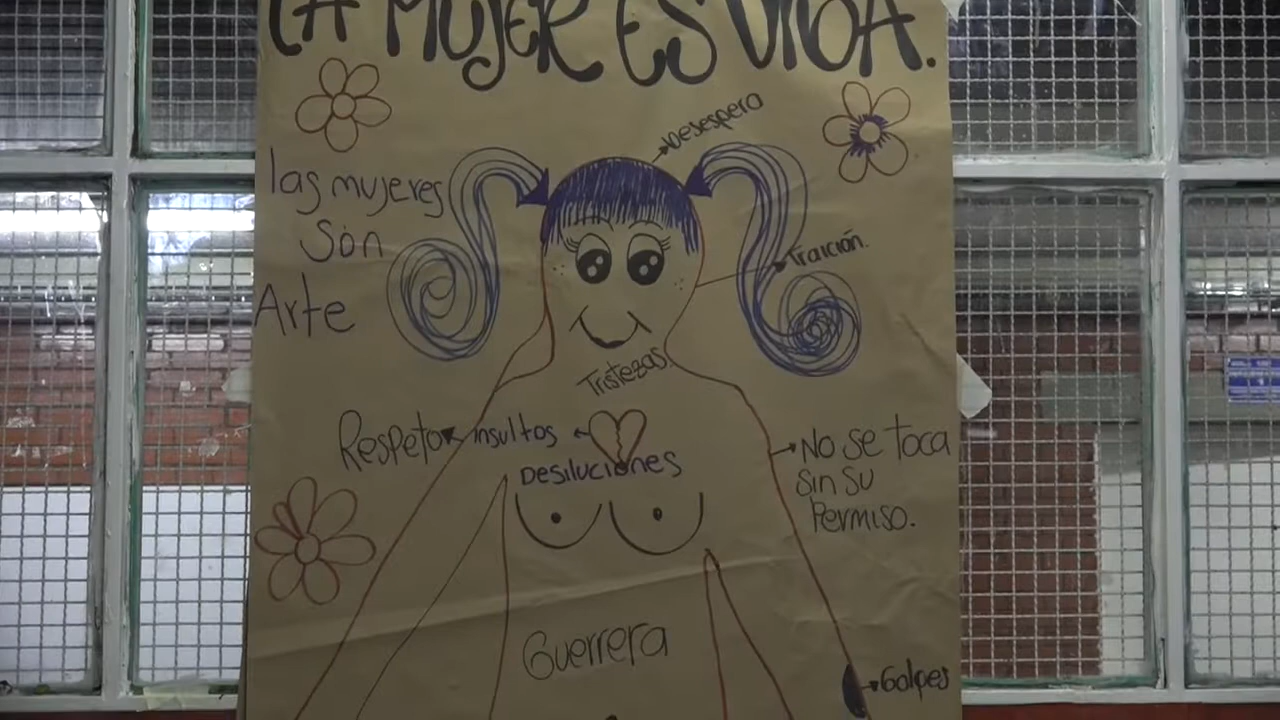 LA MUJER ES VIDA.
Desespero
las mujeres
son
Arte
Traición.
Tristezas
Respeto
insultos
Desiluciones
No se toca
sin su
Permiso.
Guerrera
Golpes